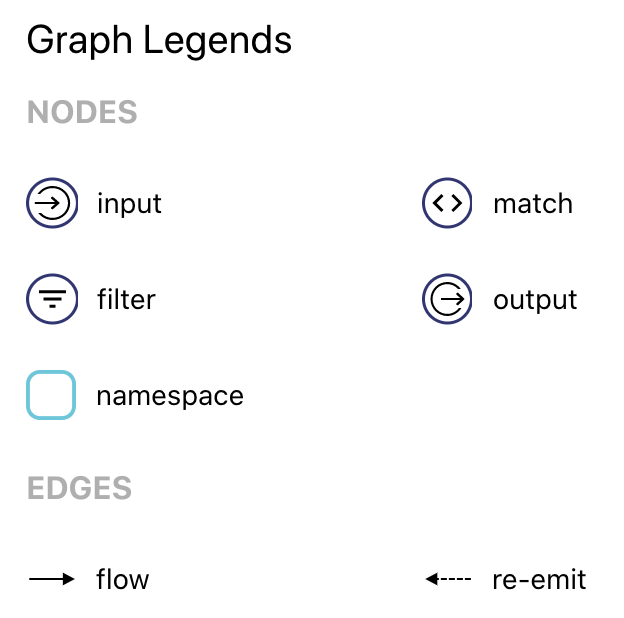 Graph Legends
NODES
input
match
filter
output
namespace
EDGES
flow
re-emit